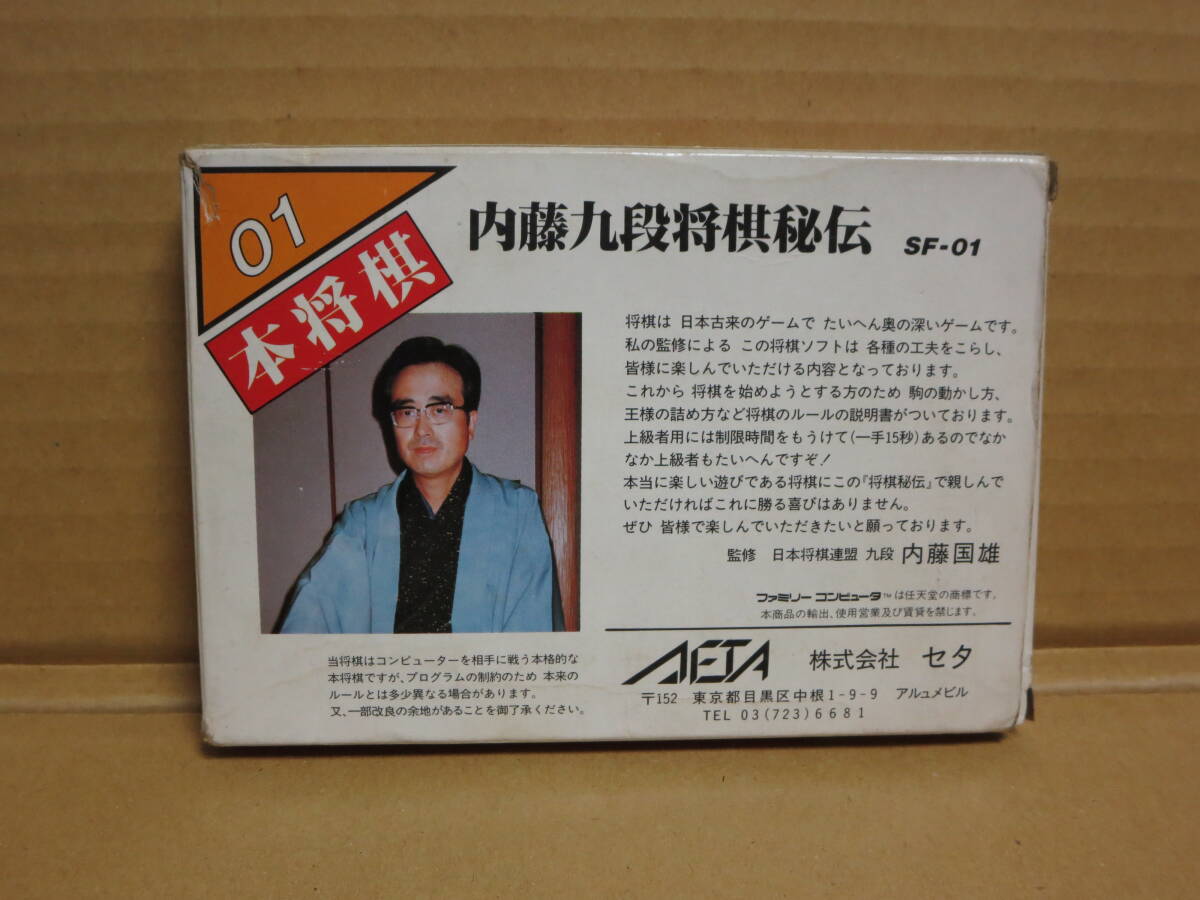 01
本将棋
内藤九段将棋秘伝 SF-01
将棋は 日本古来のゲームで たいへん奥の深いゲームです。
私の監修による この将棋ソフトは 各種の工夫をこらし、
皆様に楽しんでいただける内容となっております。
これから 将棋を始めようとする方のため 駒の動かし方、
王様の詰め方など将棋のルールの説明書がついております。
上級者用には制限時間をもうけて(一手15秒)あるのでなか
なか上級者もたいへんですぞ!
本当に楽しい遊びである将棋にこの『将棋秘伝』で親しんで
いただければこれに勝る喜びはありません。
ぜひ 皆様で楽しんでいただきたいと願っております。
監修 日本将棋連盟 九段 内藤国雄
ファミリー コンピュータ™は任天堂の商標です。
本商品の輸出、使用営業及び賃貸を禁じます。
当将棋はコンピューターを相手に戦う本格的な
本将棋ですが、プログラムの制約のため 本来の
ルールとは多少異なる場合があります。
又、一部改良の余地があることを御了承ください。
SETA 株式会社 セタ
〒152 東京都目黒区中根1-9-9 アルュメビル
TEL 03(723)6681